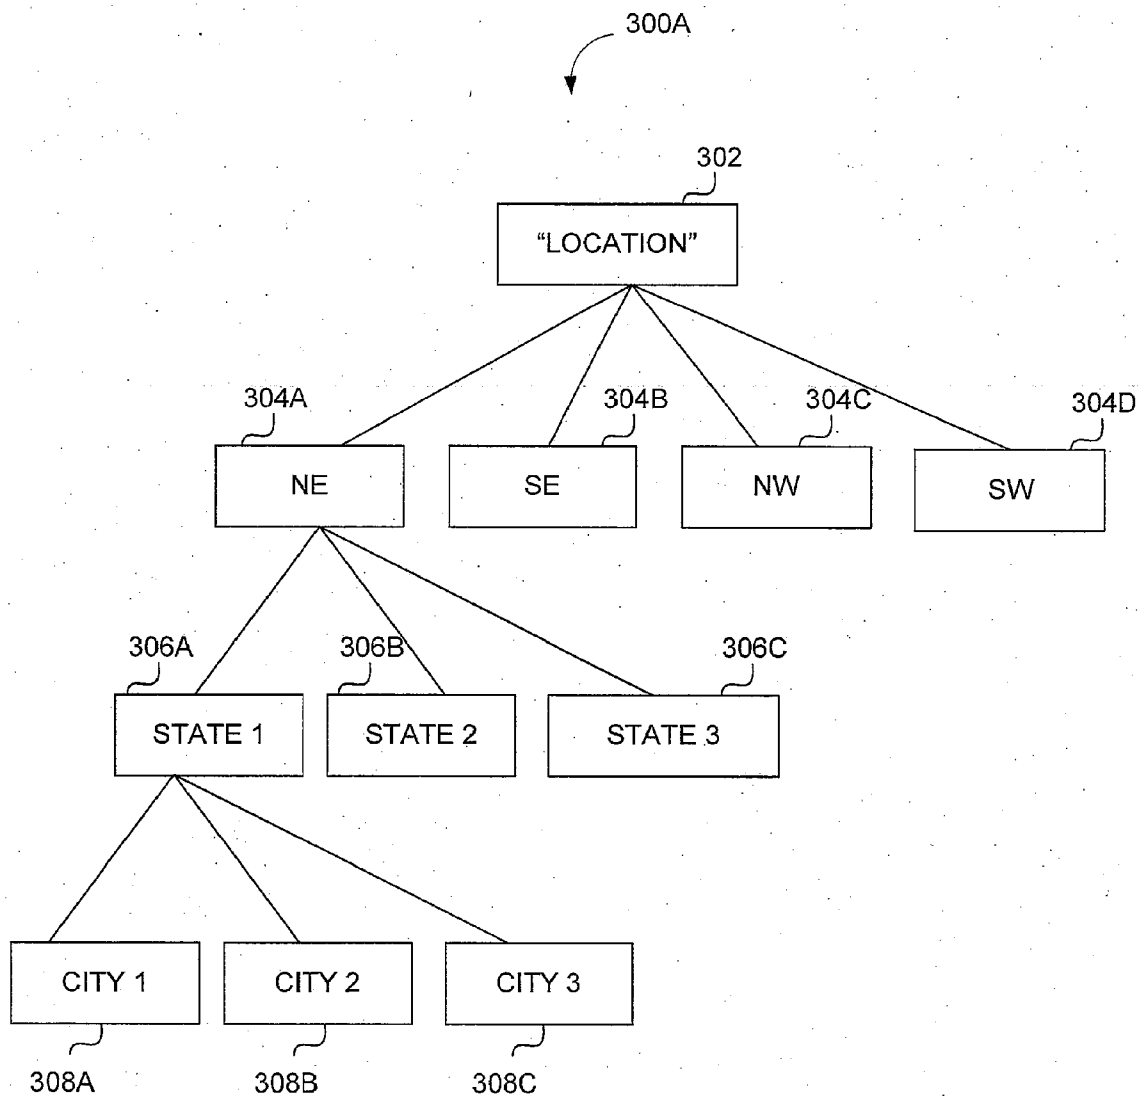 300A
302
“LOCATION”
304A
304B
304C
304D
NE
SE
NW
SW
306A
306B
306C
STATE 1
STATE 2
STATE 3
CITY 1
CITY 2
CITY 3
308A
308B
308C